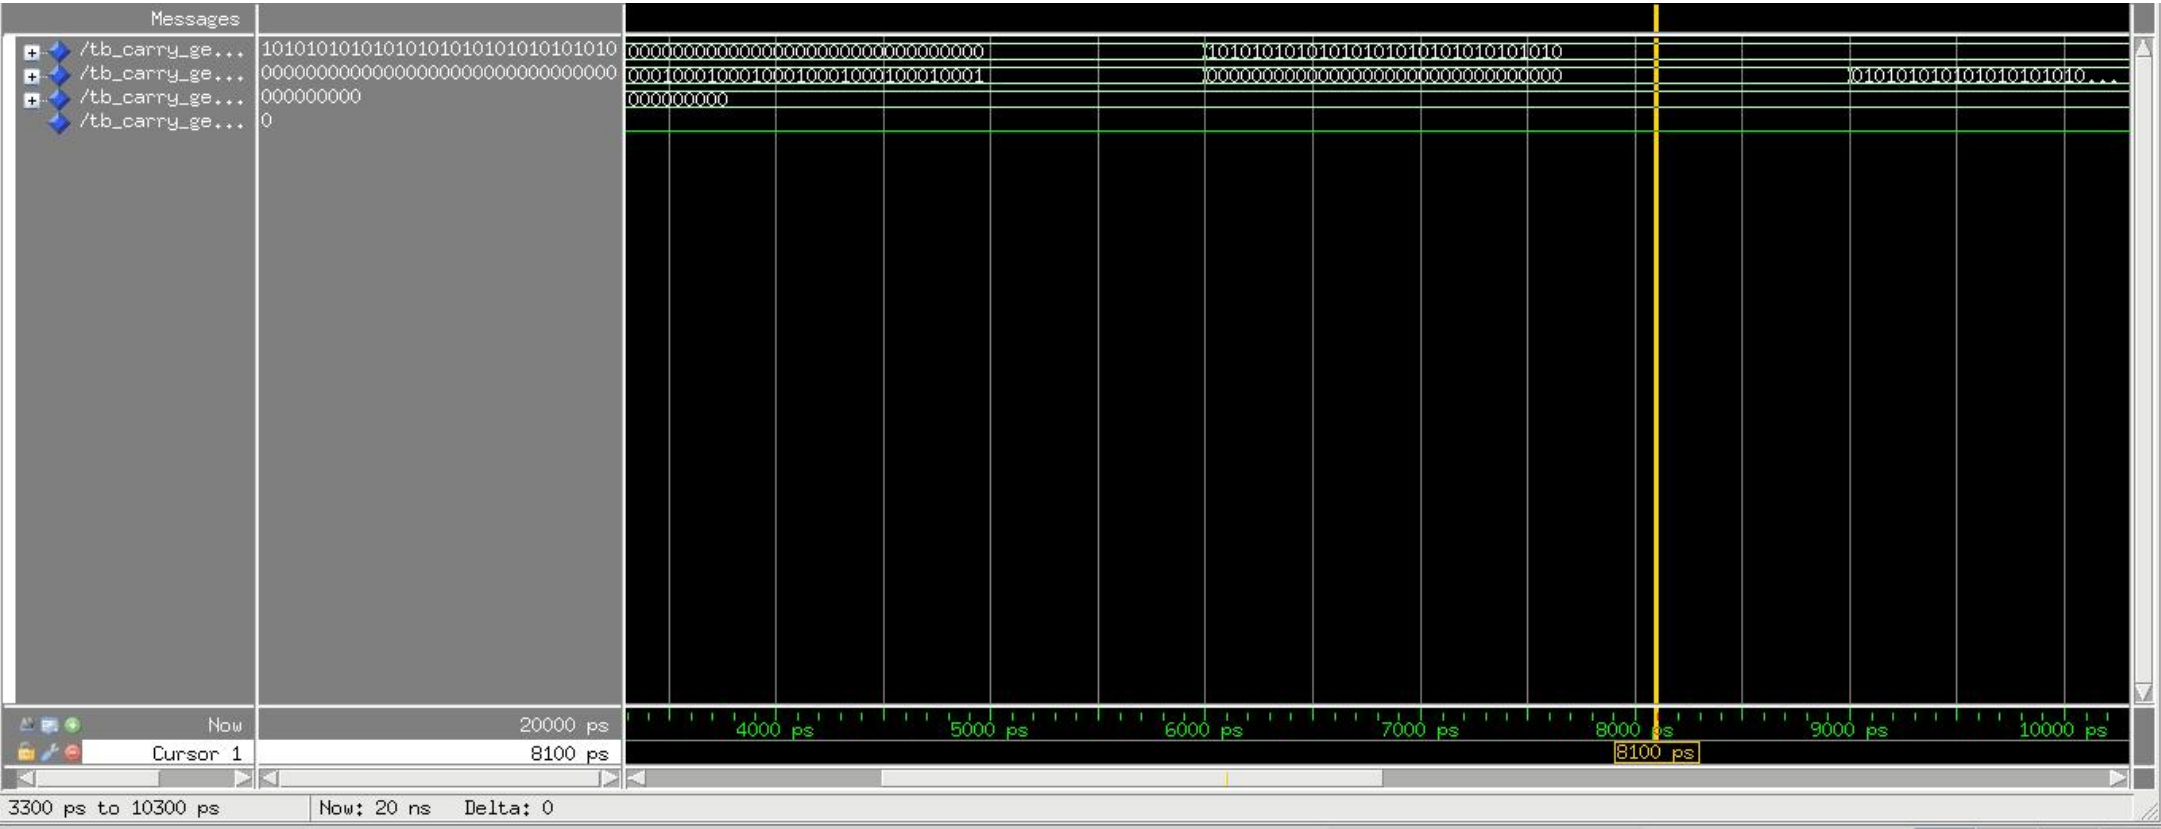 Messages
/tb_carry_ge... 10101010101010101010101010101010 00000000000000000000000000000000 10101010101010101010101010101010
/tb_carry_ge... 00000000000000000000000000000000 00010001000100010001000100010001 00000000000000000000000000000000 010101010101010101010...
/tb_carry_ge... 000000000 000000000
/tb_carry_ge... 0
Now 20000 ps 4000 ps 5000 ps 6000 ps 7000 ps 8000 ps 9000 ps 10000 ps
Cursor 1 8100 ps 8100 ps
3300 ps to 10300 ps Now: 20 ns Delta: 0